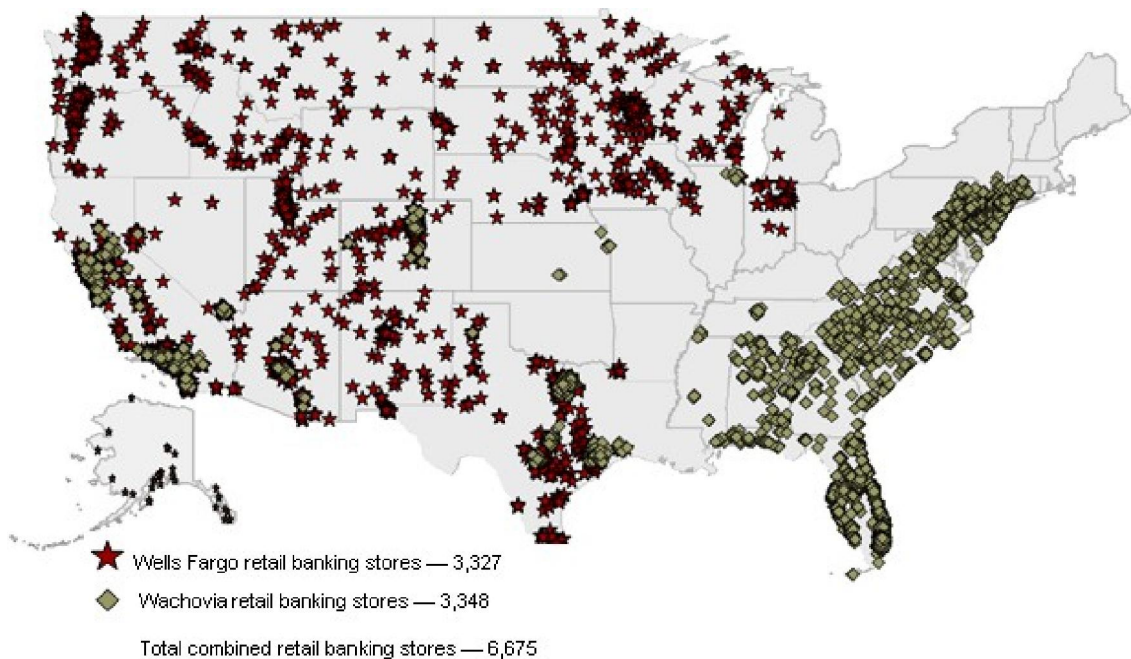 Wells Fargo retail banking stores — 3,327
Wachovia retail banking stores — 3,348
Total combined retail banking stores — 6,675